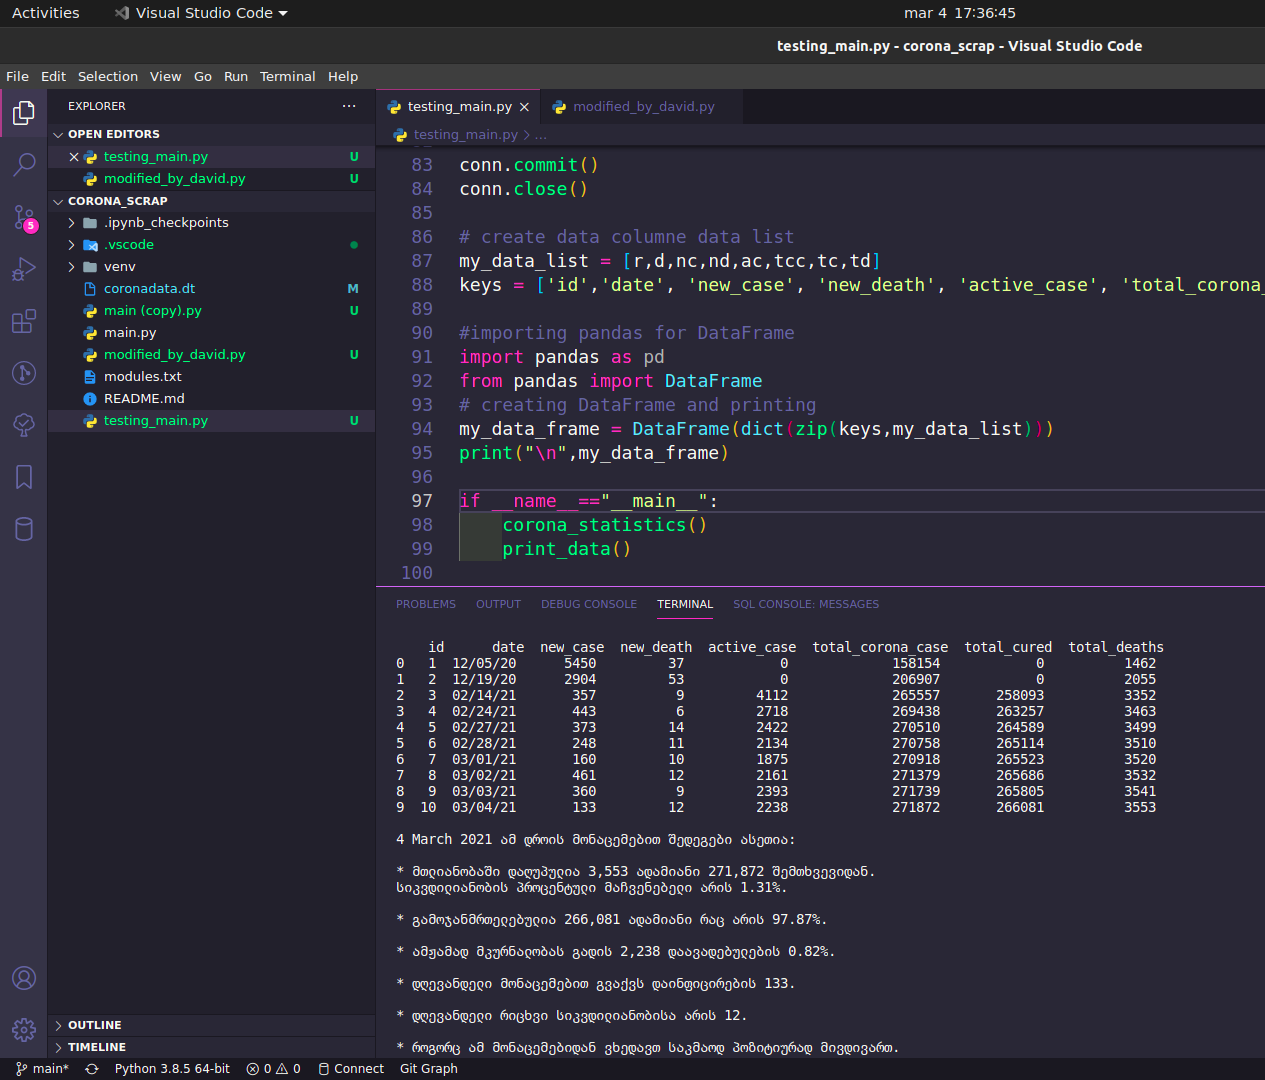 Activities Visual Studio Code mar 4 17:36:45
testing_main.py - corona_scrap - Visual Studio Code
File Edit Selection View Go Run Terminal Help
EXPLORER ···
OPEN EDITORS
testing_main.py U
modified_by_david.py U
CORONA_SCRAP
.ipynb_checkpoints
.vscode
venv
coronadata.dt M
main (copy).py U
main.py
modified_by_david.py U
modules.txt
README.md
testing_main.py U
OUTLINE
TIMELINE
5
testing_main.py modified_by_david.py
testing_main.py > ...
83 conn.commit()
84 conn.close()
85
86 # create data columne data list
87 my_data_list = [r,d,nc,nd,ac,tcc,tc,td]
88 keys = ['id','date', 'new_case', 'new_death', 'active_case', 'total_corona_
89
90 #importing pandas for DataFrame
91 import pandas as pd
92 from pandas import DataFrame
93 # creating DataFrame and printing
94 my_data_frame = DataFrame(dict(zip(keys,my_data_list)))
95 print("\n",my_data_frame)
96
97 if __name__=="__main__":
98 corona_statistics()
99 print_data()
100
PROBLEMS OUTPUT DEBUG CONSOLE TERMINAL SQL CONSOLE: MESSAGES
id date new_case new_death active_case total_corona_case total_cured total_deaths
0 1 12/05/20 5450 37 0 158154 0 1462
1 2 12/19/20 2904 53 0 206907 0 2055
2 3 02/14/21 357 9 4112 265557 258093 3352
3 4 02/24/21 443 6 2718 269438 263257 3463
4 5 02/27/21 373 14 2422 270510 264589 3499
5 6 02/28/21 248 11 2134 270758 265114 3510
6 7 03/01/21 160 10 1875 270918 265523 3520
7 8 03/02/21 461 12 2161 271379 265686 3532
8 9 03/03/21 360 9 2393 271739 265805 3541
9 10 03/04/21 133 12 2238 271872 266081 3553
4 March 2021 ამ დროის მონაცემებით შედეგები ასეთია:
* მთლიანობაში დაღუპულია 3,553 ადამიანი 271,872 შემთხვევიდან.
სიკვდილიანობის პროცენტული მაჩვენებელი არის 1.31%.
* გამოჯანმრთელებულია 266,081 ადამიანი რაც არის 97.87%.
* ამჟამად მკურნალობას გადის 2,238 დაავადებულების 0.82%.
* დღევანდელი მონაცემებით გვაქვს დაინფიცირების 133.
* დღევანდელი რიცხვი სიკვდილიანობისა არის 12.
* როგორც ამ მონაცემებიდან ვხედავთ საკმაოდ პოზიტიურად მივდივართ.
main* Python 3.8.5 64-bit 0 0 Connect Git Graph